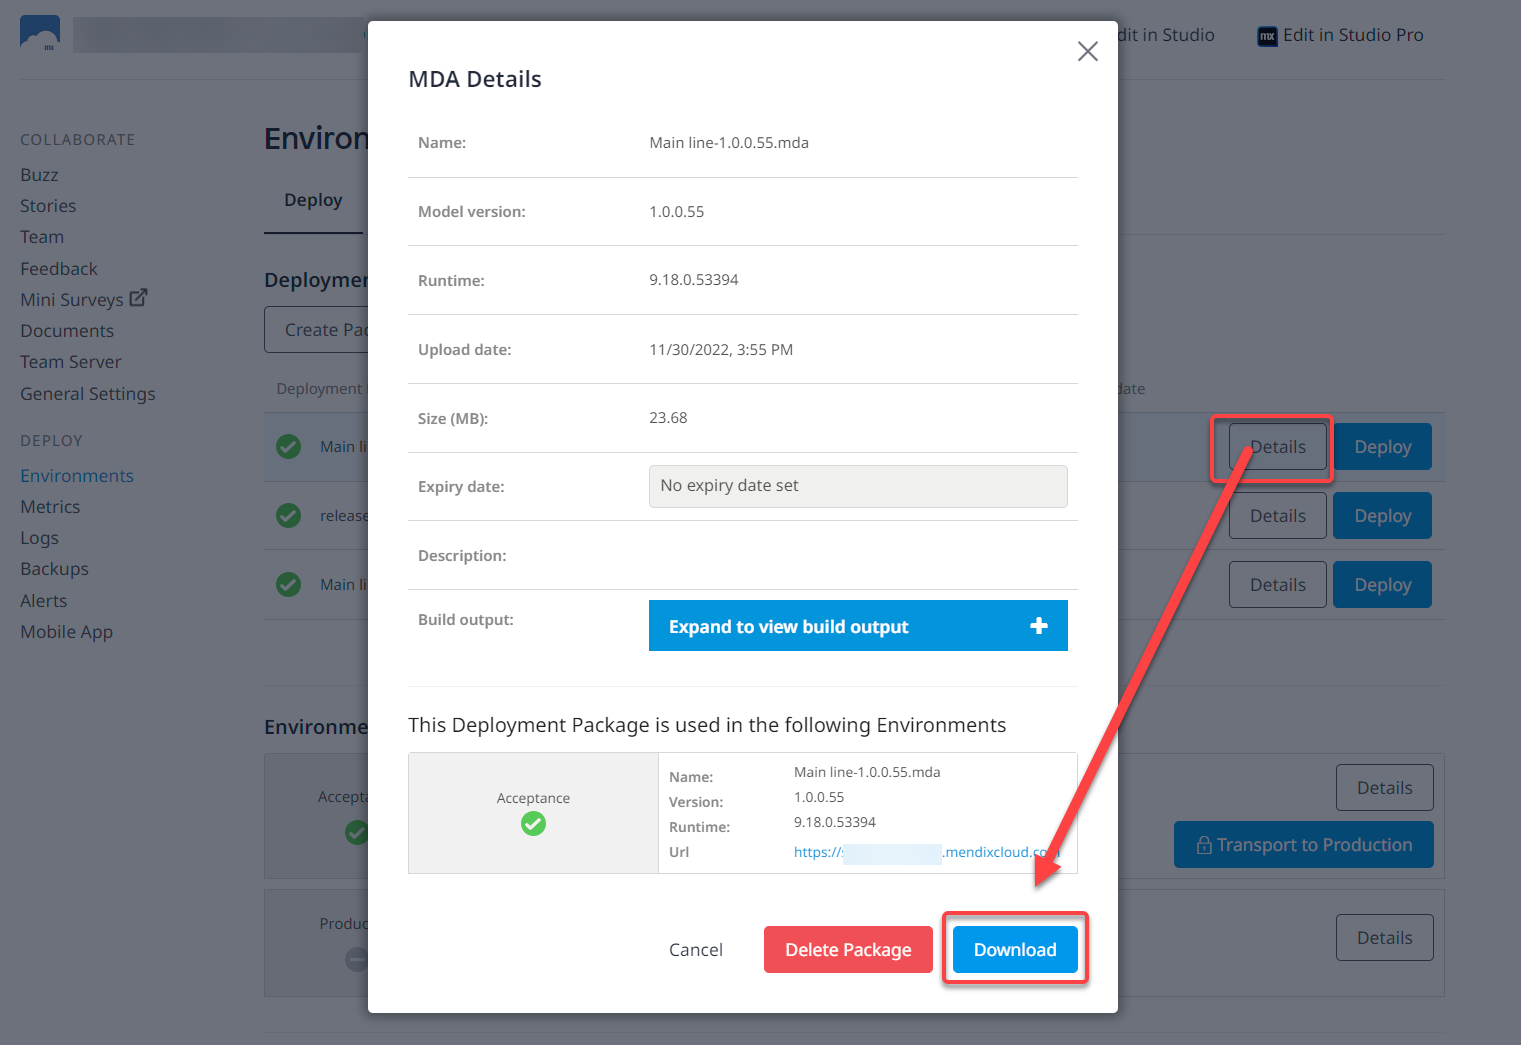 mx
dit in Studio
mx Edit in Studio Pro
COLLABORATE
Buzz
Stories
Team
Feedback
Mini Surveys
Documents
Team Server
General Settings
DEPLOY
Environments
Metrics
Logs
Backups
Alerts
Mobile App
Environ
Deploy
Deploymen
Create Pac
Deployment
date
Main li
Details
Deploy
release
Details
Deploy
Main li
Details
Deploy
Environme
Accepta
Details
Transport to Production
Produc
Details
MDA Details
Name: Main line-1.0.0.55.mda
Model version: 1.0.0.55
Runtime: 9.18.0.53394
Upload date: 11/30/2022, 3:55 PM
Size (MB): 23.68
Expiry date: No expiry date set
Description:
Build output: Expand to view build output
This Deployment Package is used in the following Environments
Acceptance
Name: Main line-1.0.0.55.mda
Version: 1.0.0.55
Runtime: 9.18.0.53394
Url https:// .mendixcloud.com
Cancel
Delete Package
Download